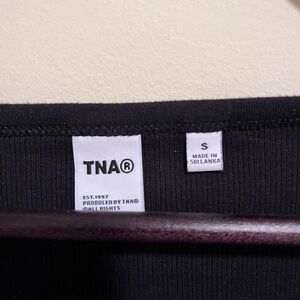 TNA®
EST.1997
PRODUCED BY TNA®
@ALL RIGHTS
S
MADE IN
SRI LANKA